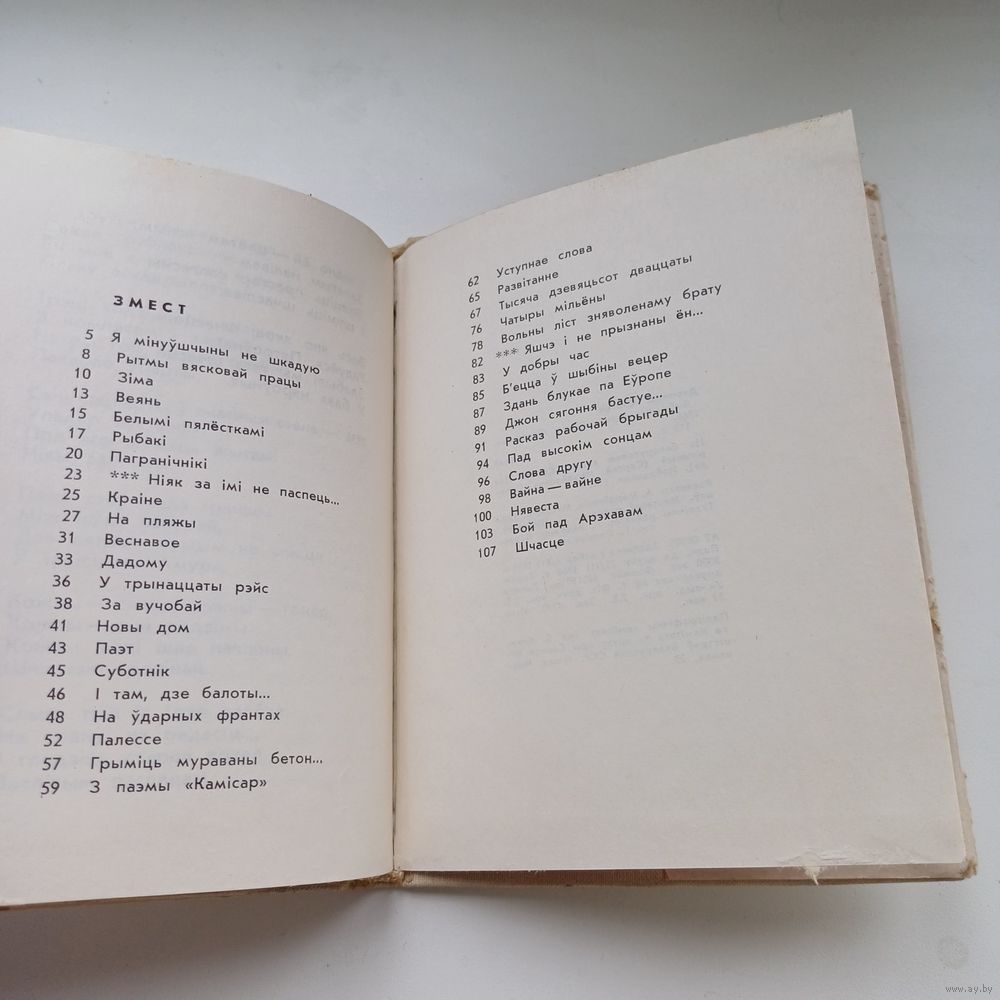 ЗМЕСТ
5 Я мінуўшчыны не шкадую
8 Рытмы вясковай працы
10 Зіма
13 Веянь
15 Белымі пялёсткамі
17 Рыбакі
20 Пагранічнікі
23 *** Ніяк за імі не паспець...
25 Краіне
27 На пляжы
31 Веснавое
33 Дадому
36 У трынаццаты рэйс
38 За вучобай
41 Новы дом
43 Паэт
45 Суботнік
46 І там, дзе балоты...
48 На ўдарных франтах
52 Палессе
57 Грыміць мураваны бетон...
59 З паэмы «Камісар»
62 Уступнае слова
65 Развітанне
67 Тысяча дзевяцьсот дваццаты
76 Чатыры мільёны
78 Вольны ліст зняволенаму брату
82 *** Яшчэ і не прызнаны ён...
83 У добры час
85 Б'ецца ў шыбіны вецер
87 Здань блукае па Еўропе
89 Джон сягоння бастуе...
91 Расказ рабочай брыгады
94 Пад высокім сонцам
96 Слова другу
98 Вайна — вайне
100 Нявеста
103 Бой пад Арэхавам
107 Шчасце
www.ay.by